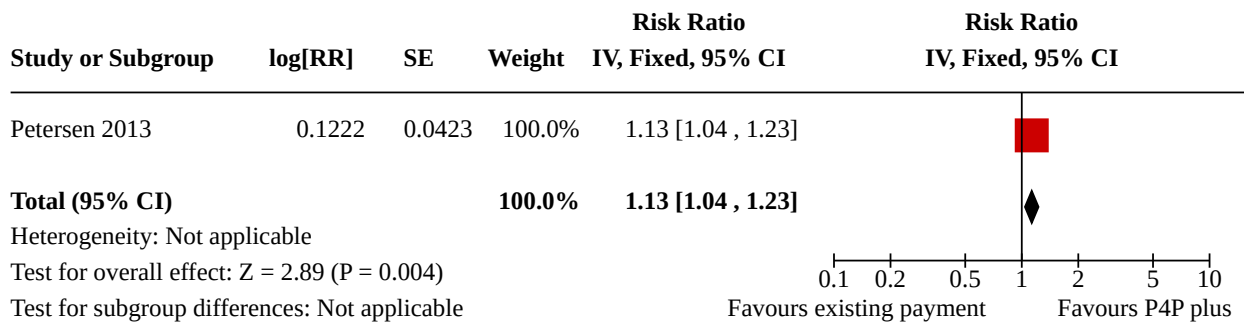 Risk Ratio Risk Ratio
Study or Subgroup log[RR] SE Weight IV, Fixed, 95% CI IV, Fixed, 95% CI
Petersen 2013 0.1222 0.0423 100.0% 1.13 [1.04 , 1.23]
Total (95% CI) 100.0% 1.13 [1.04 , 1.23]
Heterogeneity: Not applicable
Test for overall effect: Z = 2.89 (P = 0.004) 0.1 0.2 0.5 1 2 5 10
Test for subgroup differences: Not applicable Favours existing payment Favours P4P plus